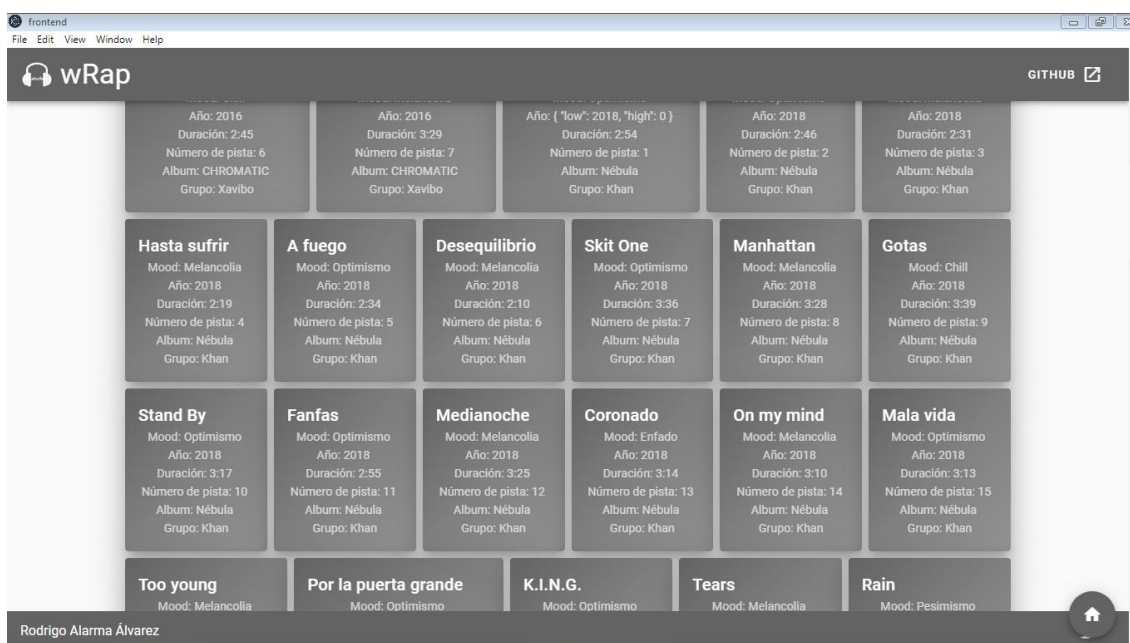 frontend
File Edit View Window Help
wRap
GITHUB
Año: 2016
Duración: 2:45
Número de pista: 6
Album: CHROMATIC
Grupo: Xavibo
Año: 2016
Duración: 3:29
Número de pista: 7
Album: CHROMATIC
Grupo: Xavibo
Año: { "low": 2018, "high": 0 }
Duración: 2:54
Número de pista: 1
Album: Nébula
Grupo: Khan
Año: 2018
Duración: 2:46
Número de pista: 2
Album: Nébula
Grupo: Khan
Año: 2018
Duración: 2:31
Número de pista: 3
Album: Nébula
Grupo: Khan
Hasta sufrir
Mood: Melancolia
Año: 2018
Duración: 2:19
Número de pista: 4
Album: Nébula
Grupo: Khan
A fuego
Mood: Optimismo
Año: 2018
Duración: 2:34
Número de pista: 5
Album: Nébula
Grupo: Khan
Desequilibrio
Mood: Melancolia
Año: 2018
Duración: 2:10
Número de pista: 6
Album: Nébula
Grupo: Khan
Skit One
Mood: Optimismo
Año: 2018
Duración: 3:36
Número de pista: 7
Album: Nébula
Grupo: Khan
Manhattan
Mood: Melancolia
Año: 2018
Duración: 3:28
Número de pista: 8
Album: Nébula
Grupo: Khan
Gotas
Mood: Chill
Año: 2018
Duración: 3:39
Número de pista: 9
Album: Nébula
Grupo: Khan
Stand By
Mood: Optimismo
Año: 2018
Duración: 3:17
Número de pista: 10
Album: Nébula
Grupo: Khan
Fanfas
Mood: Optimismo
Año: 2018
Duración: 2:55
Número de pista: 11
Album: Nébula
Grupo: Khan
Medianoche
Mood: Melancolia
Año: 2018
Duración: 3:25
Número de pista: 12
Album: Nébula
Grupo: Khan
Coronado
Mood: Enfado
Año: 2018
Duración: 3:14
Número de pista: 13
Album: Nébula
Grupo: Khan
On my mind
Mood: Melancolia
Año: 2018
Duración: 3:10
Número de pista: 14
Album: Nébula
Grupo: Khan
Mala vida
Mood: Optimismo
Año: 2018
Duración: 3:13
Número de pista: 15
Album: Nébula
Grupo: Khan
Too young
Mood: Melancolia
Por la puerta grande
Mood: Optimismo
K.I.N.G.
Mood: Optimismo
Tears
Mood: Melancolia
Rain
Mood: Pesimismo
Rodrigo Alarma Álvarez